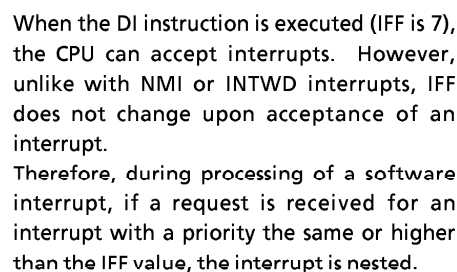 When the DI instruction is executed (IFF is 7),
the CPU can accept interrupts. However,
unlike with NMI or INTWD interrupts, IFF
does not change upon acceptance of an
interrupt.
Therefore, during processing of a software
interrupt, if a request is received for an
interrupt with a priority the same or higher
than the IFF value, the interrupt is nested.